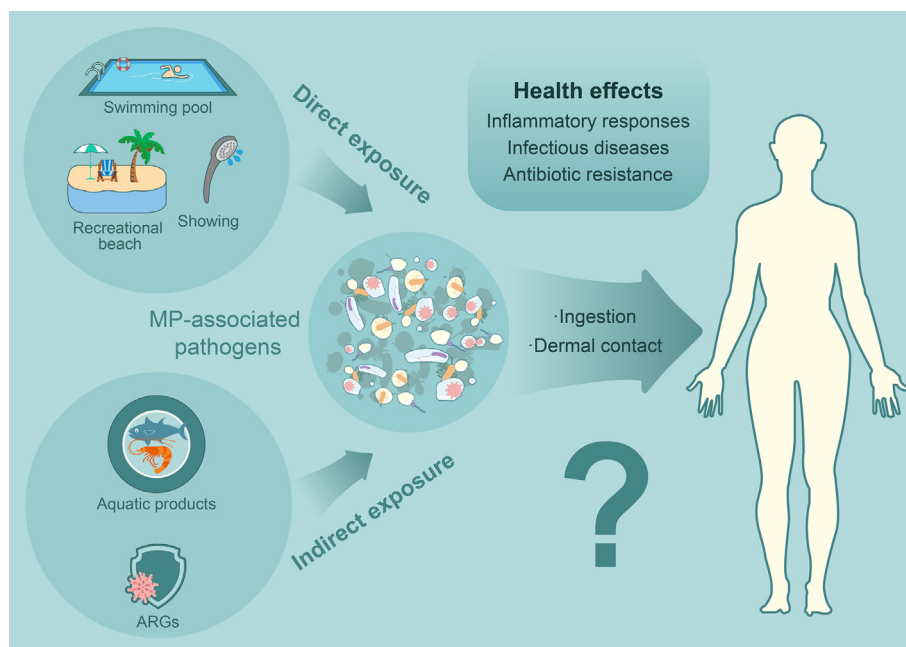 Swimming pool
Recreational
beach
Showing
Direct exposure
Health effects
Inflammatory responses
Infectious diseases
Antibiotic resistance
MP-associated
pathogens
·Ingestion
·Dermal contact
Aquatic products
ARGs
Indirect exposure
?